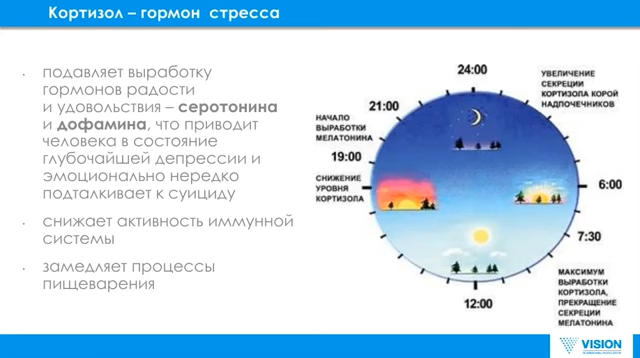 Кортизол – гормон стресса
подавляет выработку
гормонов радости
и удовольствия – серотонина
и дофамина, что приводит
человека в состояние
глубочайшей депрессии и
эмоционально нередко
подталкивает к суициду
снижает активность иммунной
системы
замедляет процессы
пищеварения
24:00
УВЕЛИЧЕНИЕ
СЕКРЕЦИИ
КОРТИЗОЛА КОРОЙ
НАДПОЧЕЧНИКОВ
21:00
НАЧАЛО
ВЫРАБОТКИ
МЕЛАТОНИНА
19:00
СНИЖЕНИЕ
УРОВНЯ
КОРТИЗОЛА
6:00
7:30
МАКСИМУМ
ВЫРАБОТКИ
КОРТИЗОЛА,
ПРЕКРАЩЕНИЕ
СЕКРЕЦИИ
МЕЛАТОНИНА
12:00
VISION